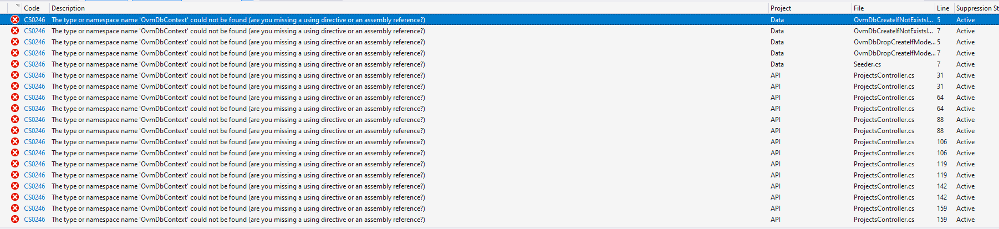 Code Description Project File Line Suppression St
CS0246 The type or namespace name 'OvmDbContext' could not be found (are you missing a using directive or an assembly reference?) Data OvmDbCreateIfNotExistsI... 5 Active
CS0246 The type or namespace name 'OvmDbContext' could not be found (are you missing a using directive or an assembly reference?) Data OvmDbCreateIfNotExistsI... 7 Active
CS0246 The type or namespace name 'OvmDbContext' could not be found (are you missing a using directive or an assembly reference?) Data OvmDbDropCreateIfMode... 5 Active
CS0246 The type or namespace name 'OvmDbContext' could not be found (are you missing a using directive or an assembly reference?) Data OvmDbDropCreateIfMode... 7 Active
CS0246 The type or namespace name 'OvmDbContext' could not be found (are you missing a using directive or an assembly reference?) Data Seeder.cs 7 Active
CS0246 The type or namespace name 'OvmDbContext' could not be found (are you missing a using directive or an assembly reference?) API ProjectsController.cs 31 Active
CS0246 The type or namespace name 'OvmDbContext' could not be found (are you missing a using directive or an assembly reference?) API ProjectsController.cs 31 Active
CS0246 The type or namespace name 'OvmDbContext' could not be found (are you missing a using directive or an assembly reference?) API ProjectsController.cs 64 Active
CS0246 The type or namespace name 'OvmDbContext' could not be found (are you missing a using directive or an assembly reference?) API ProjectsController.cs 64 Active
CS0246 The type or namespace name 'OvmDbContext' could not be found (are you missing a using directive or an assembly reference?) API ProjectsController.cs 88 Active
CS0246 The type or namespace name 'OvmDbContext' could not be found (are you missing a using directive or an assembly reference?) API ProjectsController.cs 88 Active
CS0246 The type or namespace name 'OvmDbContext' could not be found (are you missing a using directive or an assembly reference?) API ProjectsController.cs 106 Active
CS0246 The type or namespace name 'OvmDbContext' could not be found (are you missing a using directive or an assembly reference?) API ProjectsController.cs 106 Active
CS0246 The type or namespace name 'OvmDbContext' could not be found (are you missing a using directive or an assembly reference?) API ProjectsController.cs 119 Active
CS0246 The type or namespace name 'OvmDbContext' could not be found (are you missing a using directive or an assembly reference?) API ProjectsController.cs 119 Active
CS0246 The type or namespace name 'OvmDbContext' could not be found (are you missing a using directive or an assembly reference?) API ProjectsController.cs 142 Active
CS0246 The type or namespace name 'OvmDbContext' could not be found (are you missing a using directive or an assembly reference?) API ProjectsController.cs 142 Active
CS0246 The type or namespace name 'OvmDbContext' could not be found (are you missing a using directive or an assembly reference?) API ProjectsController.cs 159 Active
CS0246 The type or namespace name 'OvmDbContext' could not be found (are you missing a using directive or an assembly reference?) API ProjectsController.cs 159 Active